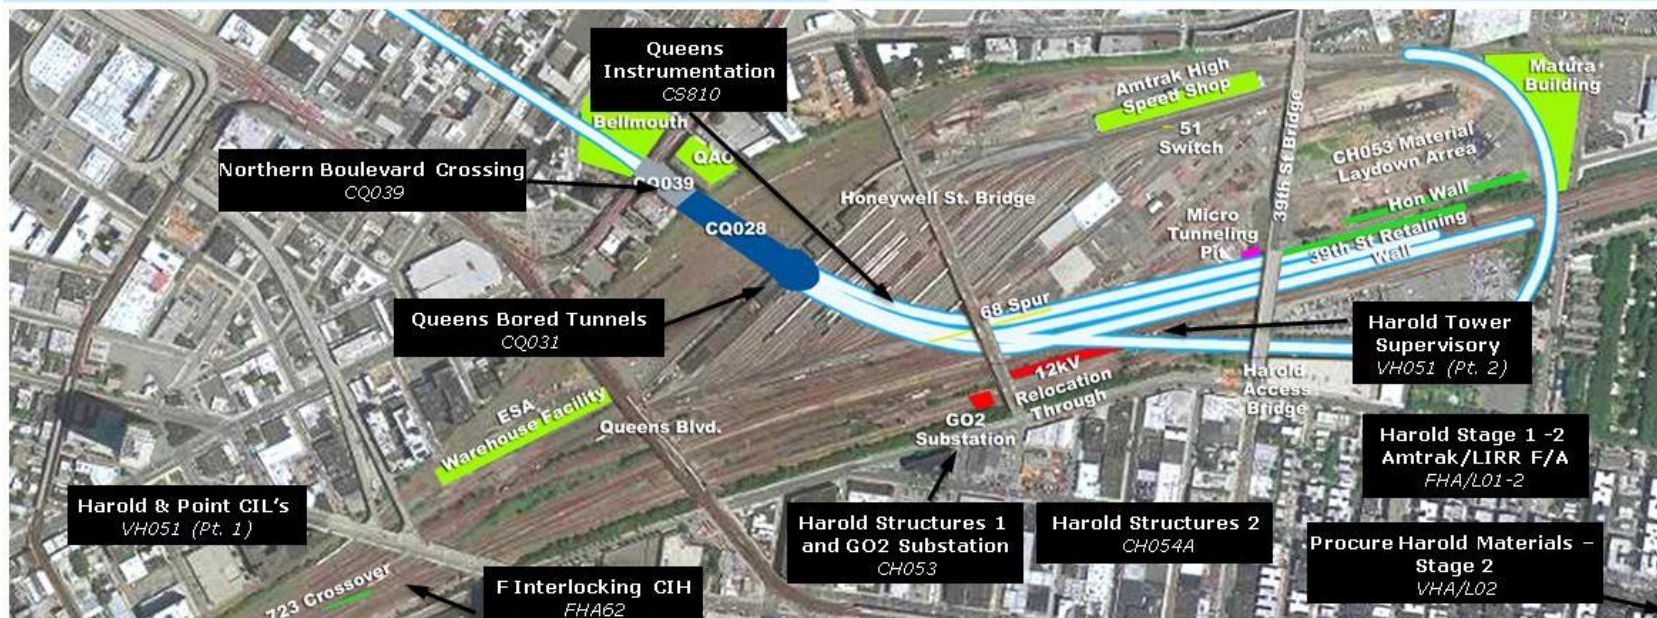 Queens
Instrumentation
CS810
Bellmouth
QAC
Northern Boulevard Crossing
CQ039
CQ039
CQ028
Amtrak High
Speed Shop
51
Switch
39th St Bridge
Matura
Building
CH053 Material
Laydown Arrea
Honeywell St. Bridge
Micro
Tunneling
Pit
Hon Wall
39th St Retaining
Wall
68 Spur
Queens Bored Tunnels
CQ031
Harold Tower
Supervisory
VH051 (Pt. 2)
12kV
Relocation
Through
Harold
Access
Bridge
ESA
Warehouse Facility
Queens Blvd.
GO2
Substation
Harold Stage 1 -2
Amtrak/LIRR F/A
FHA/L01-2
Harold & Point CIL's
VH051 (Pt. 1)
Harold Structures 1
and GO2 Substation
CH053
Harold Structures 2
CH054A
Procure Harold Materials –
Stage 2
VHA/L02
723 Crossover
F Interlocking CIH
FHA62